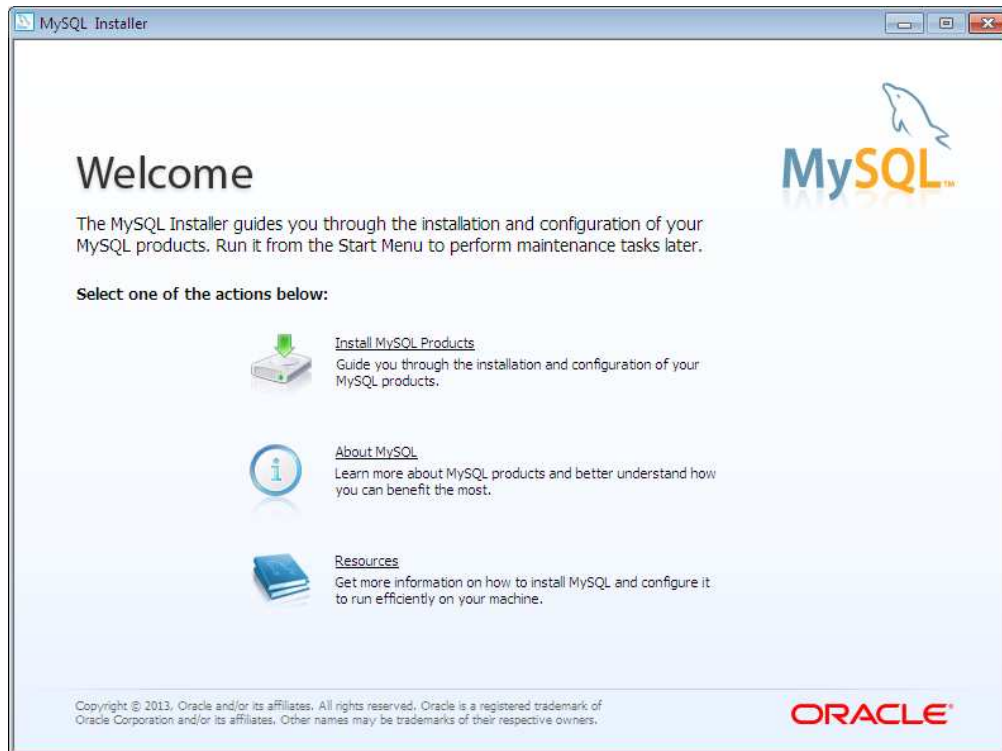 MySQL Installer
MySQL™
Welcome
The MySQL Installer guides you through the installation and configuration of your
MySQL products. Run it from the Start Menu to perform maintenance tasks later.
Select one of the actions below:
Install MySQL Products
Guide you through the installation and configuration of your
MySQL products.
About MySQL
Learn more about MySQL products and better understand how
you can benefit the most.
Resources
Get more information on how to install MySQL and configure it
to run efficiently on your machine.
Copyright © 2013, Oracle and/or its affiliates. All rights reserved. Oracle is a registered trademark of
Oracle Corporation and/or its affiliates. Other names may be trademarks of their respective owners.
ORACLE®